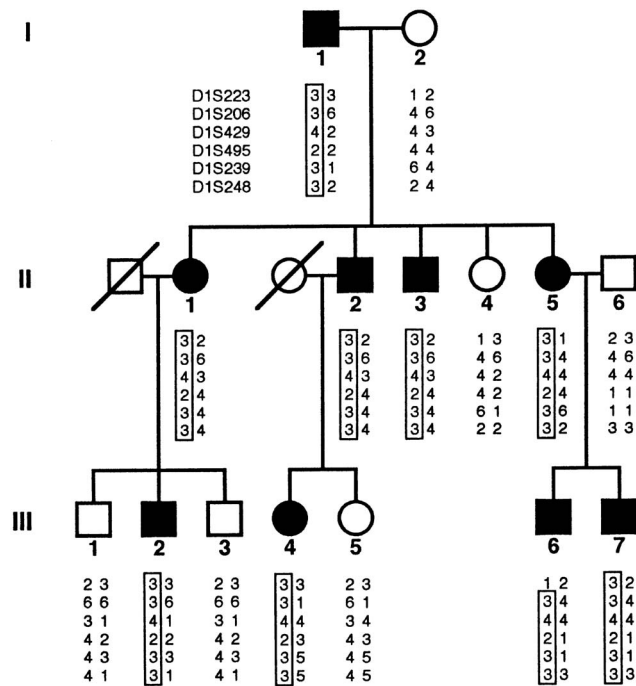 I
1 2
D1S223 3 3 1 2
D1S206 3 6 4 6
D1S429 4 2 4 3
D1S495 2 2 4 4
D1S239 3 1 6 4
D1S248 3 2 2 4
II
1 2 3 4 5 6
3 2 3 2 3 2 1 3 3 1 2 3
3 6 3 6 3 6 4 6 3 4 4 6
4 3 4 3 4 3 4 2 4 4 4 4
2 4 2 4 2 4 4 2 2 4 1 1
3 4 3 4 3 4 6 1 3 6 1 1
3 4 3 4 3 4 2 2 3 2 3 3
III
1 2 3 4 5 6 7
2 3 3 3 2 3 3 3 2 3 1 2 3 2
6 6 3 6 6 6 3 1 6 1 3 4 3 4
3 1 4 1 3 1 4 4 3 4 4 4 4 4
4 2 2 2 4 2 2 3 4 3 2 1 2 1
4 3 3 3 4 3 3 5 4 5 3 1 3 1
4 1 3 1 4 1 3 5 4 5 3 3 3 3